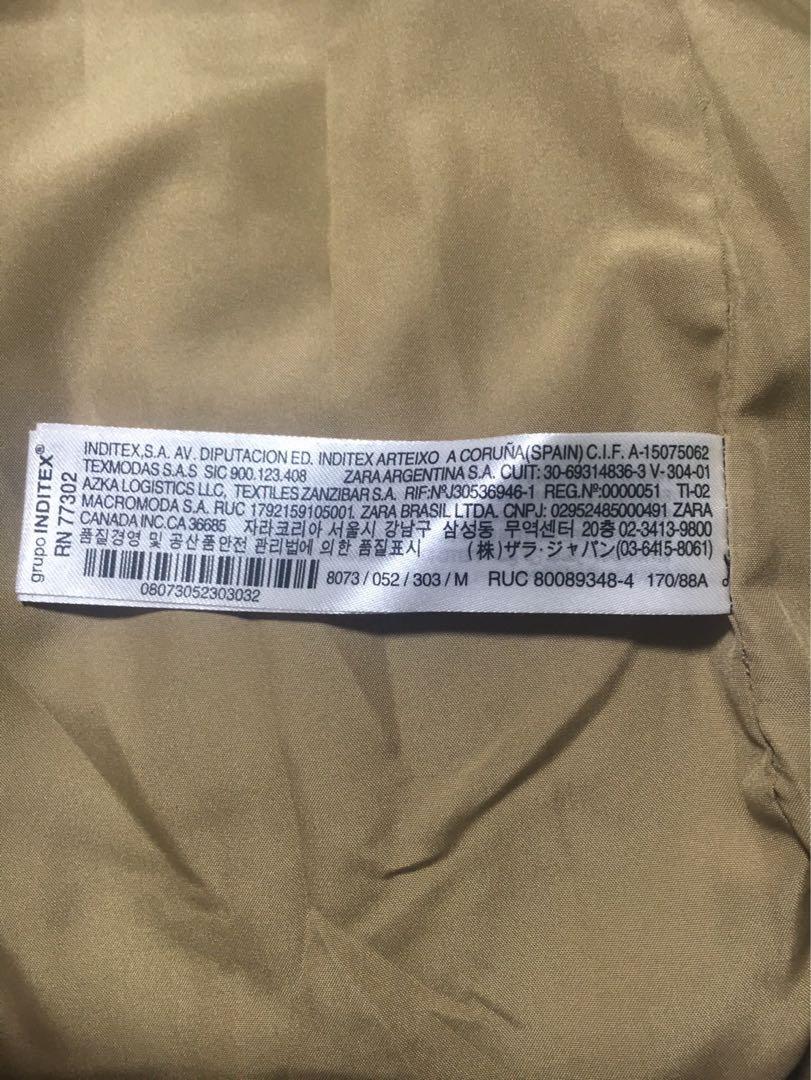 grupo INDITEX®
RN 77302
INDITEX,S.A. AV. DIPUTACION ED. INDITEX ARTEIXO A CORUÑA(SPAIN) C.I.F. A-15075062
TEXMODAS S.A.S SIC 900.123.408 ZARA ARGENTINA S.A. CUIT: 30-69314836-3 V-304-01
AZKA LOGISTICS LLC, TEXTILES ZANZIBAR S.A. RIF:NºJ30536946-1 REG.Nº:0000051 TI-02
MACROMODA S.A. RUC 1792159105001. ZARA BRASIL LTDA. CNPJ: 02952485000491 ZARA
CANADA INC.CA 36685 자라코리아 서울시 강남구 삼성동 무역센터 20층 02-3413-9800
품질경영 및 공산품안전 관리법에 의한 품질표시 (株)ザラ・ジャパン(03-6415-8061)
8073 / 052 / 303 / M RUC 80089348-4 170/88A
08073052303032